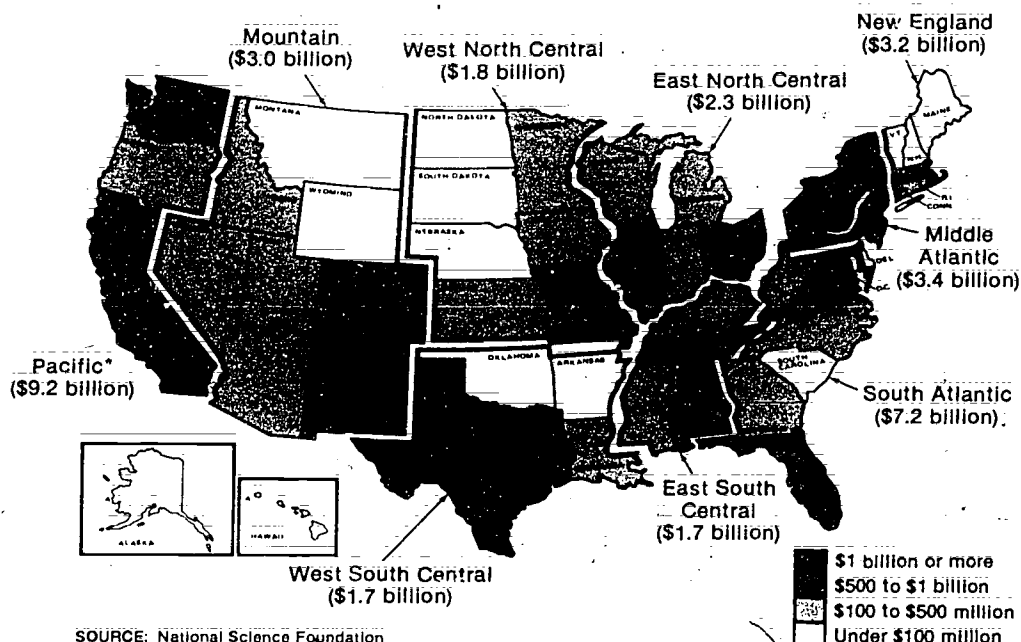 New England
($3.2 billion)
Mountain
($3.0 billion)
West North Central
($1.8 billion)
East North Central
($2.3 billion)
MONTANA
NORTH DAKOTA
MAINE
VT
N.H.
SOUTH DAKOTA
WYOMING
R.I.
CONN.
NEBRASKA
Middle
Atlantic
($3.4 billion)
DEL
DC
OKLAHOMA
ARKANSAS
SOUTH
CAROLINA
Pacific*
($9.2 billion)
South Atlantic
($7.2 billion)
East South
Central
($1.7 billion)
ALASKA
HAWAII
West South Central
($1.7 billion)
$1 billion or more
$500 to $1 billion
$100 to $500 million
Under $100 million
SOURCE: National Science Foundation